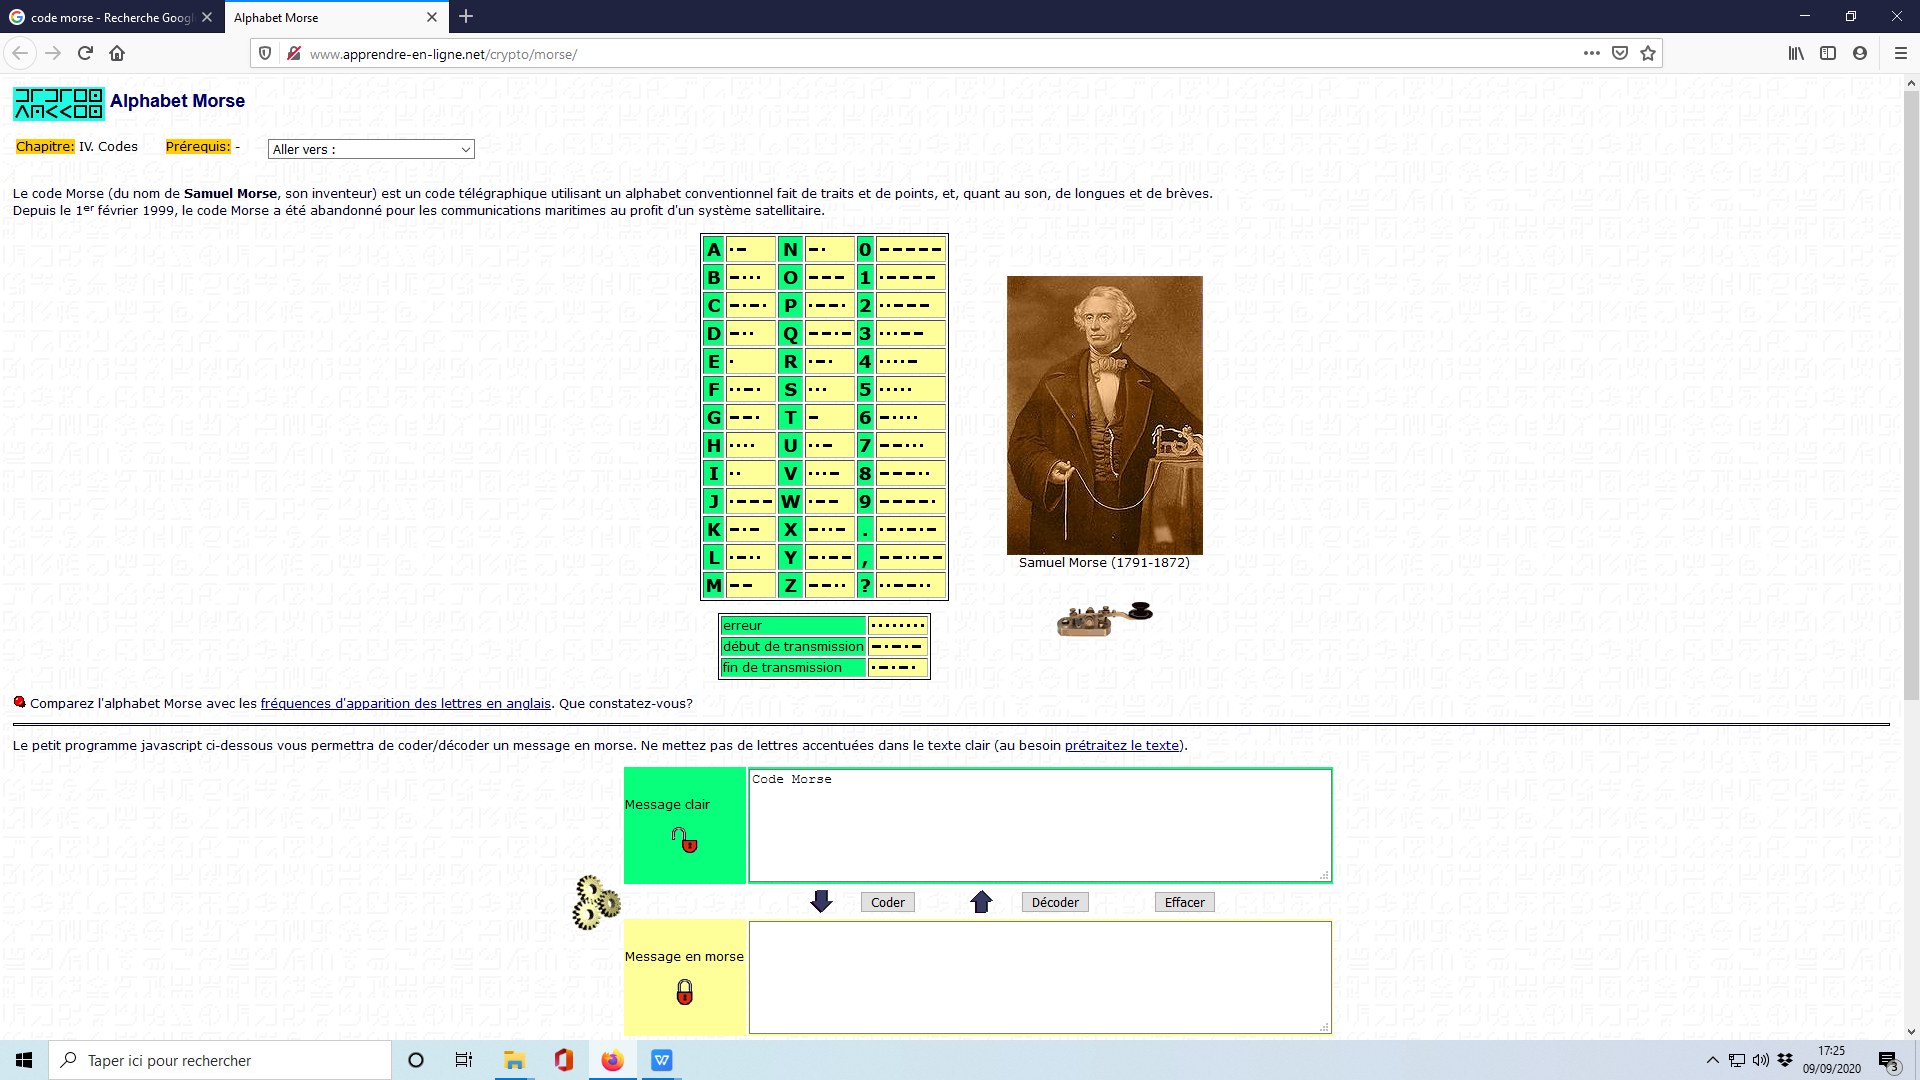 code morse - Recherche Googl
Alphabet Morse
www.apprendre-en-ligne.net/crypto/morse/
Alphabet Morse
Chapitre: IV. Codes Prérequis: - Aller vers :
Le code Morse (du nom de Samuel Morse, son inventeur) est un code télégraphique utilisant un alphabet conventionnel fait de traits et de points, et, quant au son, de longues et de brèves.
Depuis le 1er février 1999, le code Morse a été abandonné pour les communications maritimes au profit d'un système satellitaire.
A ·− N −· 0 −−−−−
B −··· O −−− 1 ·−−−−
C −·−· P ·−−· 2 ··−−−
D −·· Q −−·− 3 ···−−
E · R ·−· 4 ····−
F ··−· S ··· 5 ·····
G −−· T − 6 −····
H ···· U ··− 7 −−···
I ·· V ···− 8 −−−··
J ·−−− W ·−− 9 −−−−·
K −·− X −··− . ·−·−·−
L ·−·· Y −·−− , −−··−−
M −− Z −−·· ? ··−−··
Samuel Morse (1791-1872)
erreur ········
début de transmission −·−·−
fin de transmission ·−·−·
Comparez l'alphabet Morse avec les fréquences d'apparition des lettres en anglais. Que constatez-vous?
Le petit programme javascript ci-dessous vous permettra de coder/décoder un message en morse. Ne mettez pas de lettres accentuées dans le texte clair (au besoin prétraitez le texte).
Message clair
Code Morse
Coder Décoder Effacer
Message en morse
Taper ici pour rechercher
17:25
09/09/2020
3